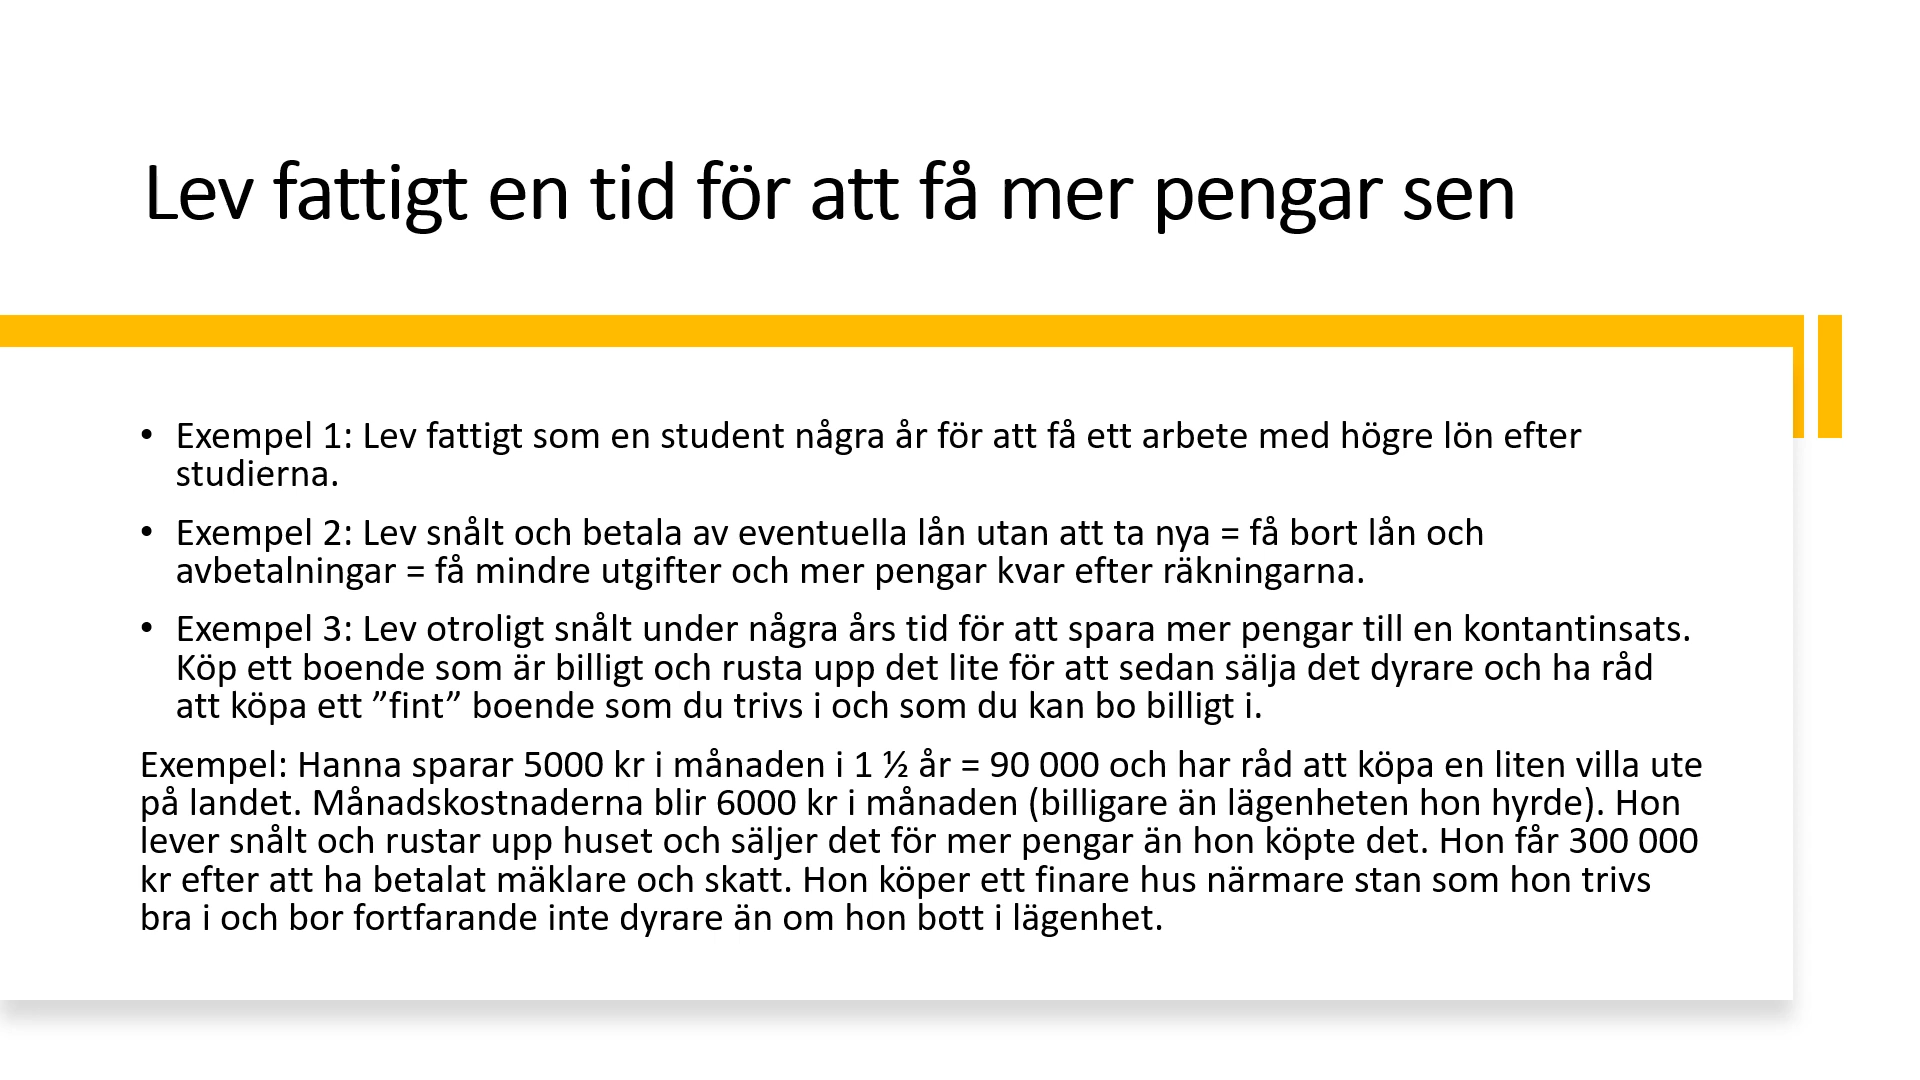 Lev fattigt en tid för att få mer pengar sen
• Exempel 1: Lev fattigt som en student några år för att få ett arbete med högre lön efter
studierna.
• Exempel 2: Lev snålt och betala av eventuella lån utan att ta nya = få bort lån och
avbetalningar = få mindre utgifter och mer pengar kvar efter räkningarna.
• Exempel 3: Lev otroligt snålt under några års tid för att spara mer pengar till en kontantinsats.
Köp ett boende som är billigt och rusta upp det lite för att sedan sälja det dyrare och ha råd
att köpa ett ”fint” boende som du trivs i och som du kan bo billigt i.
Exempel: Hanna sparar 5000 kr i månaden i 1 ½ år = 90 000 och har råd att köpa en liten villa ute
på landet. Månadskostnaderna blir 6000 kr i månaden (billigare än lägenheten hon hyrde). Hon
lever snålt och rustar upp huset och säljer det för mer pengar än hon köpte det. Hon får 300 000
kr efter att ha betalat mäklare och skatt. Hon köper ett finare hus närmare stan som hon trivs
bra i och bor fortfarande inte dyrare än om hon bott i lägenhet.